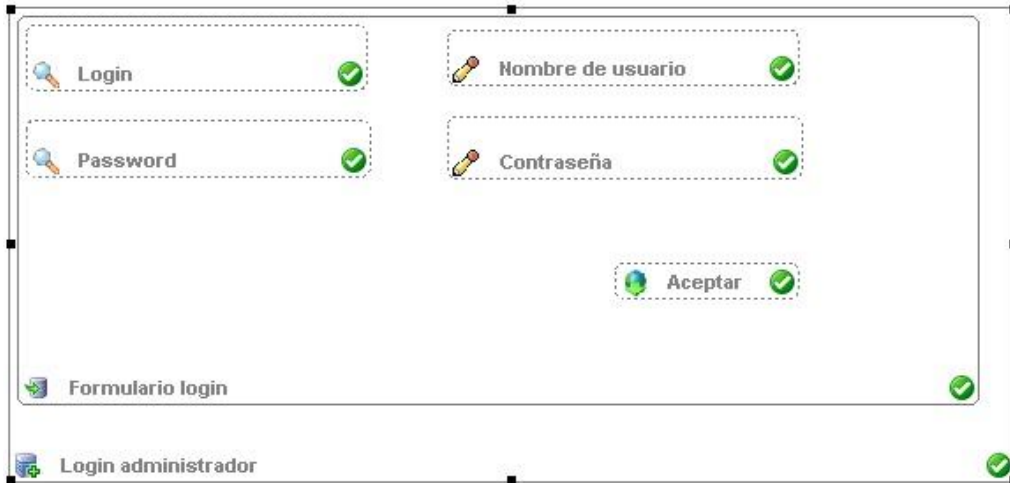 Login
Nombre de usuario
Password
Contraseña
Aceptar
Formulario login
Login administrador